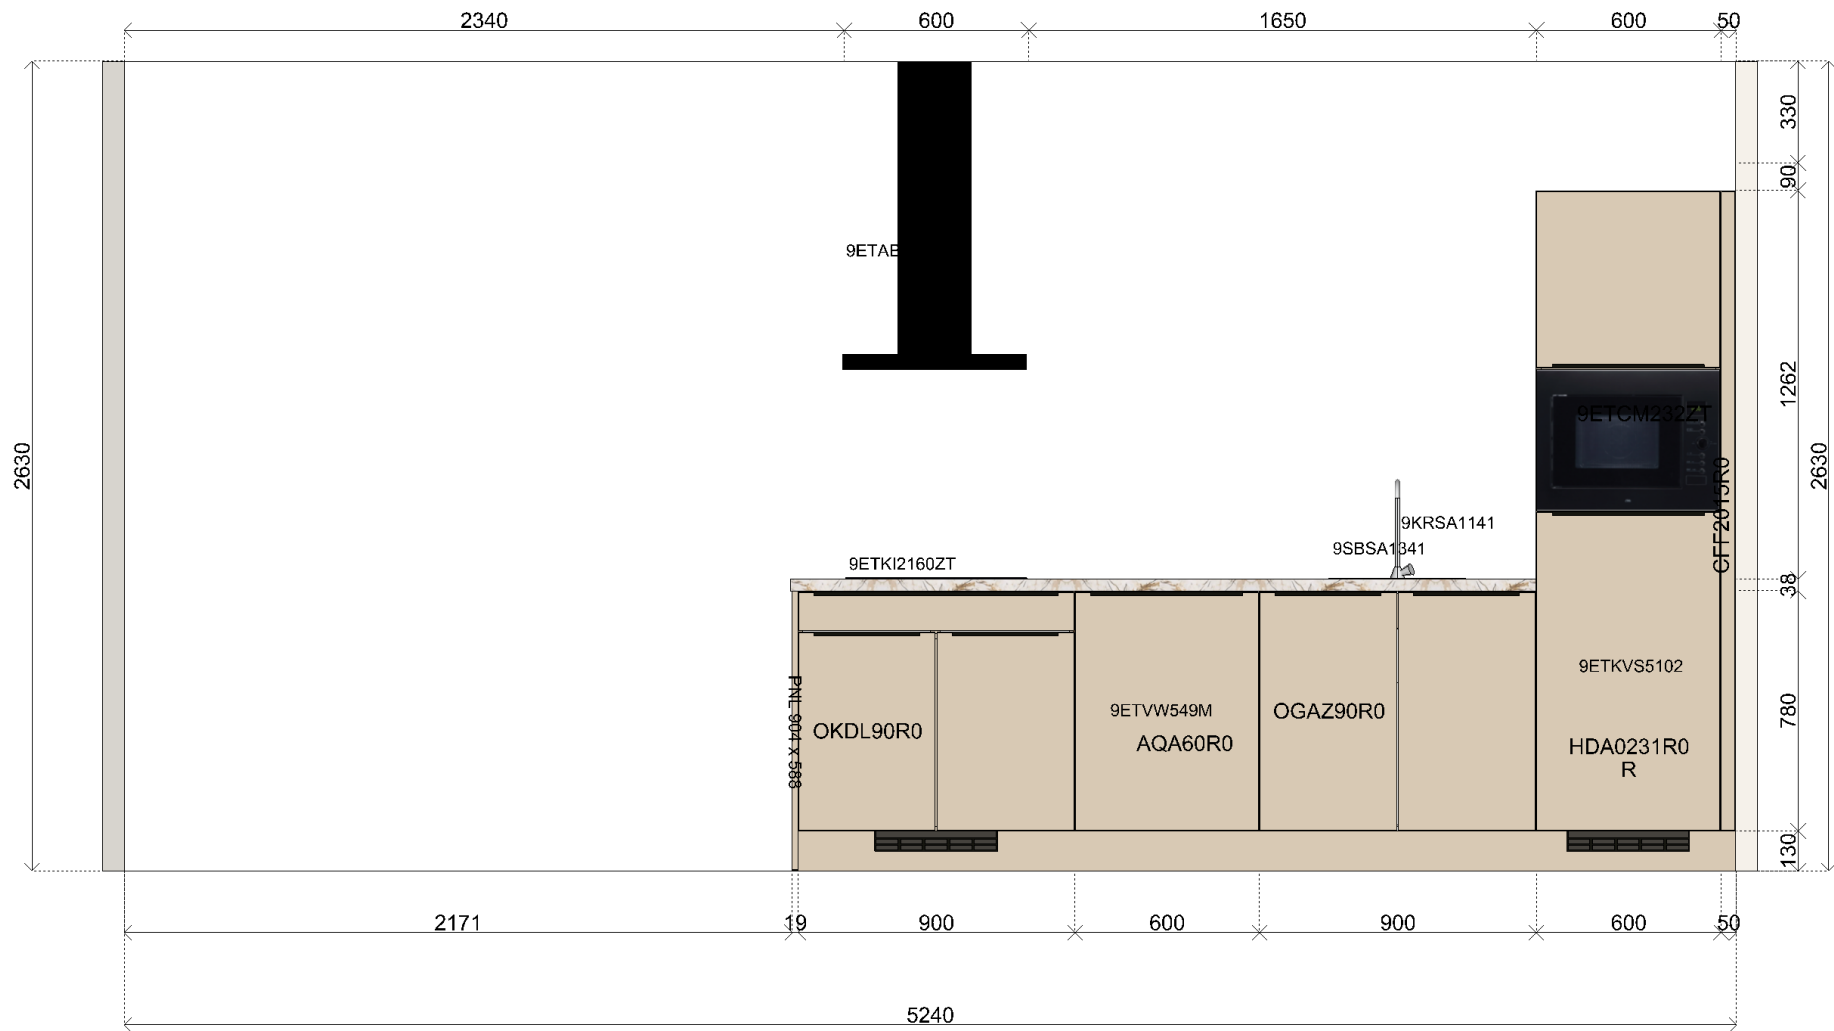 2340 600 1650 600 50
330
90
9ETAB
1262
9ETCM232ZT
2630
2630
CFF2015R0
9KRSA1141
9SBSA1341
9ETKI2160ZT
38
9ETKVS5102
PNL 904 x 588
9ETVW549M
OGAZ90R0
780
OKDL90R0
AQA60R0
HDA0231R0
R
130
2171 19 900 600 900 600 50
5240